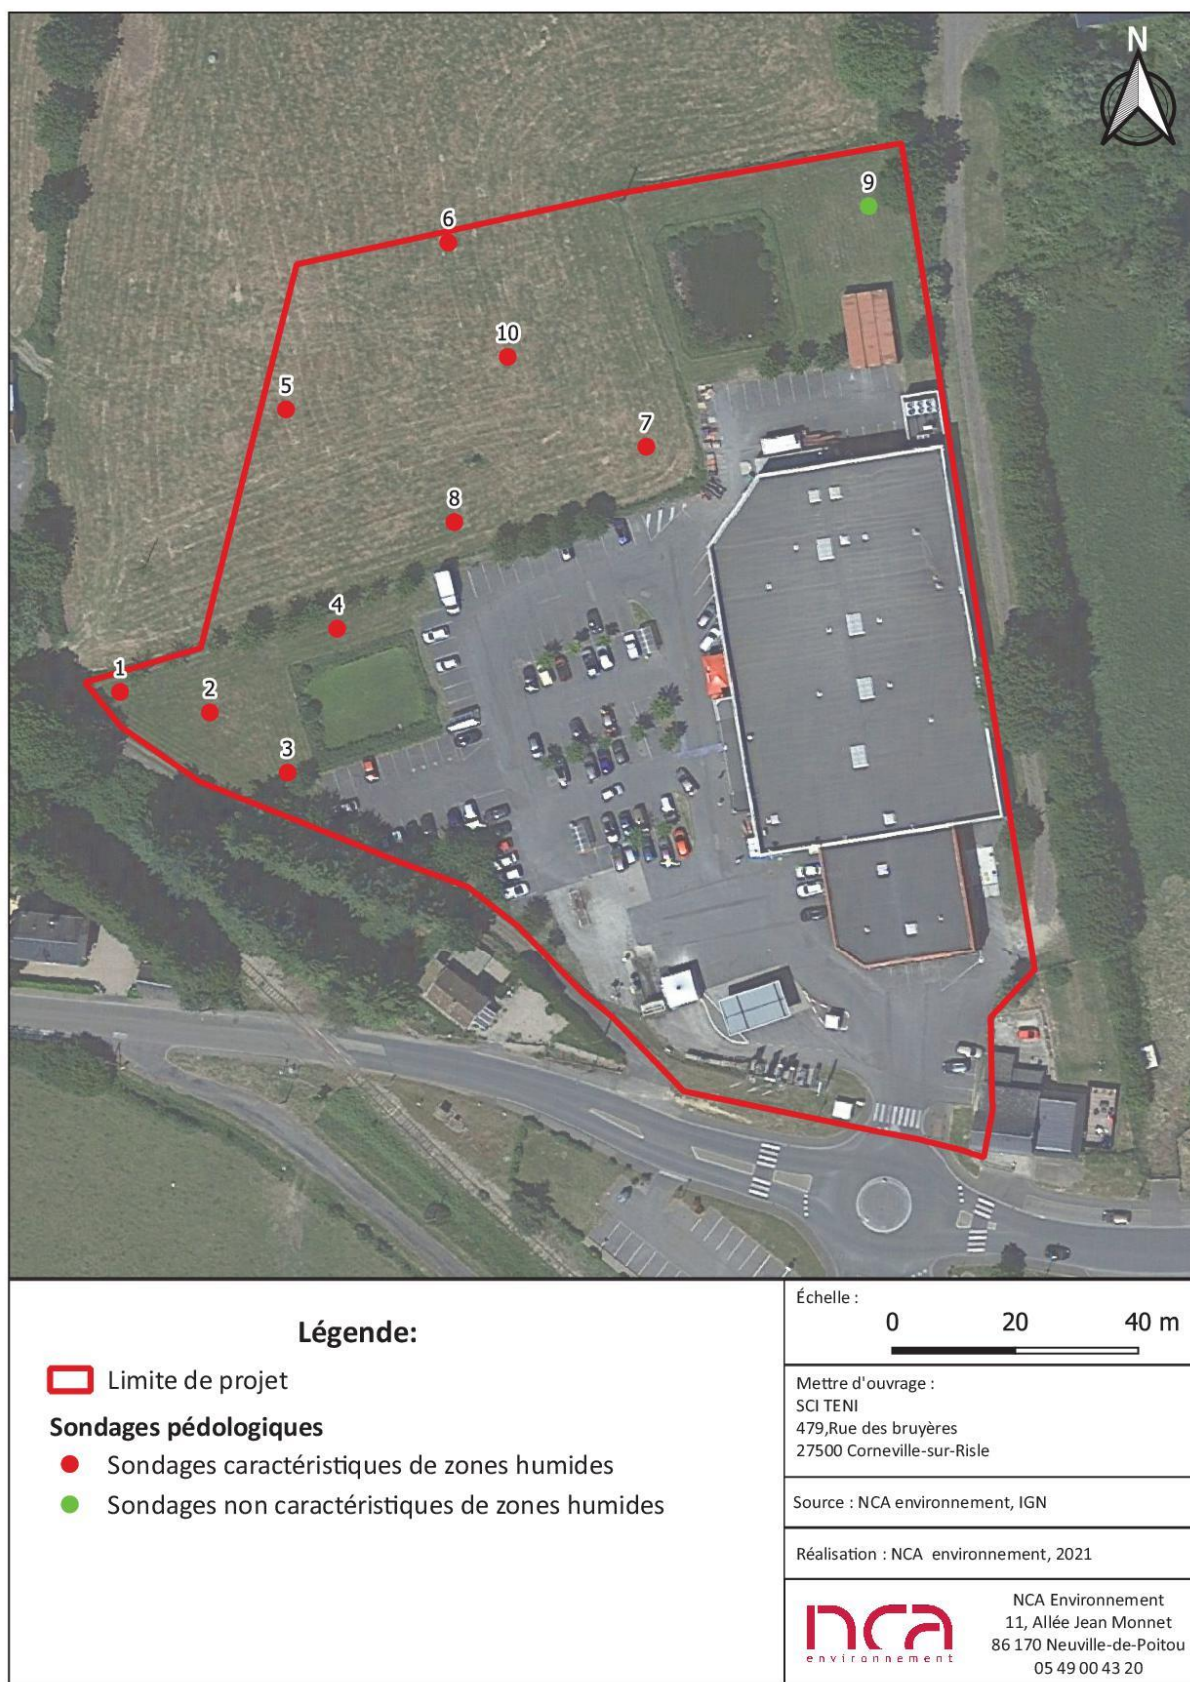 N
9
6
10
5
7
8
4
1
2
3
Légende:
Limite de projet
Sondages pédologiques
Sondages caractéristiques de zones humides
Sondages non caractéristiques de zones humides
Échelle :
0 20 40 m
Mettre d'ouvrage :
SCI TENI
479,Rue des bruyères
27500 Corneville-sur-Risle
Source : NCA environnement, IGN
Réalisation : NCA environnement, 2021
nca
environnement
NCA Environnement
11, Allée Jean Monnet
86 170 Neuville-de-Poitou
05 49 00 43 20